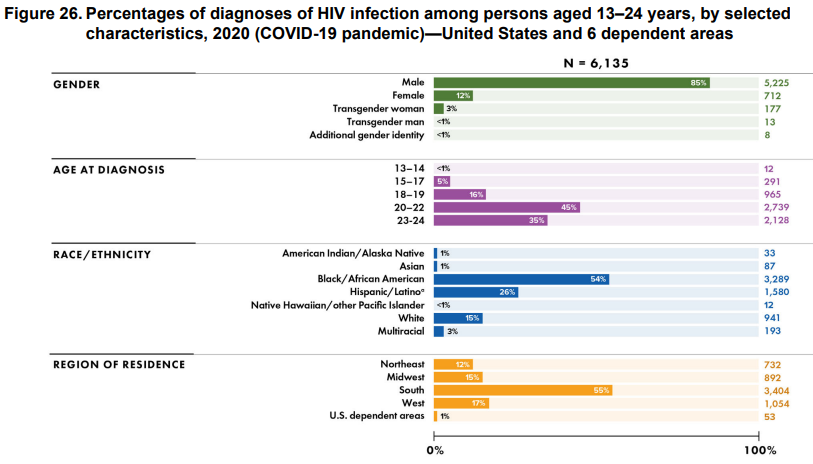 Figure 26. Percentages of diagnoses of HIV infection among persons aged 13–24 years, by selected
characteristics, 2020 (COVID-19 pandemic)—United States and 6 dependent areas
N = 6,135
GENDER
Male 85% 5,225
Female 12% 712
Transgender woman 3% 177
Transgender man <1% 13
Additional gender identity <1% 8
AGE AT DIAGNOSIS
13–14 <1% 12
15–17 5% 291
18–19 16% 965
20–22 45% 2,739
23-24 35% 2,128
RACE/ETHNICITY
American Indian/Alaska Native 1% 33
Asian 1% 87
Black/African American 54% 3,289
Hispanic/Latinoᵃ 26% 1,580
Native Hawaiian/other Pacific Islander <1% 12
White 15% 941
Multiracial 3% 193
REGION OF RESIDENCE
Northeast 12% 732
Midwest 15% 892
South 55% 3,404
West 17% 1,054
U.S. dependent areas 1% 53
0% 100%